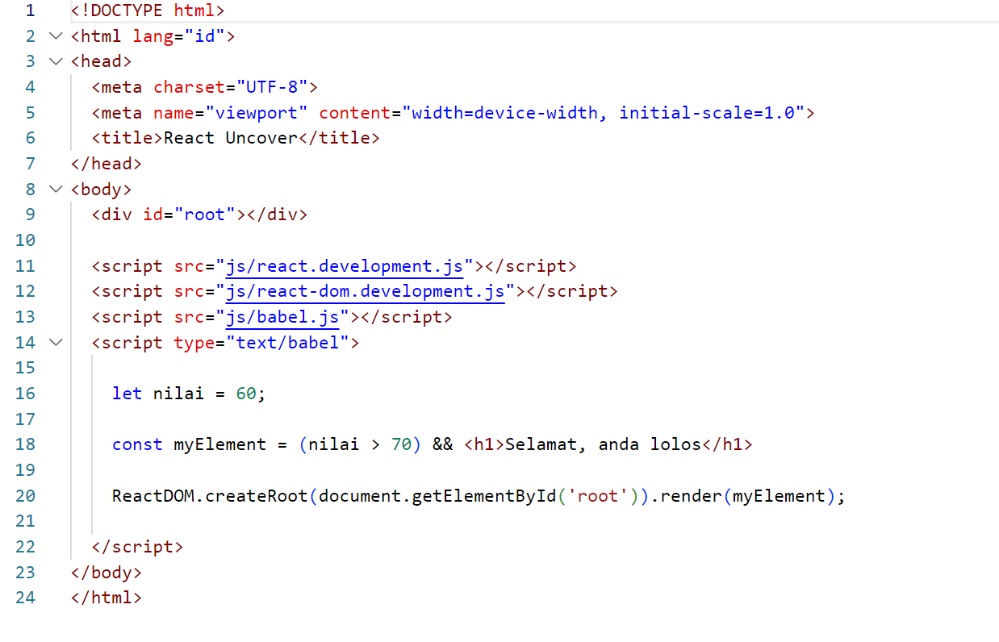 1 <!DOCTYPE html>
2 <html lang="id">
3 <head>
4   <meta charset="UTF-8">
5   <meta name="viewport" content="width=device-width, initial-scale=1.0">
6   <title>React Uncover</title>
7 </head>
8 <body>
9   <div id="root"></div>
10
11   <script src="js/react.development.js"></script>
12   <script src="js/react-dom.development.js"></script>
13   <script src="js/babel.js"></script>
14   <script type="text/babel">
15
16     let nilai = 60;
17
18     const myElement = (nilai > 70) && <h1>Selamat, anda lolos</h1>
19
20     ReactDOM.createRoot(document.getElementById('root')).render(myElement);
21
22   </script>
23 </body>
24 </html>